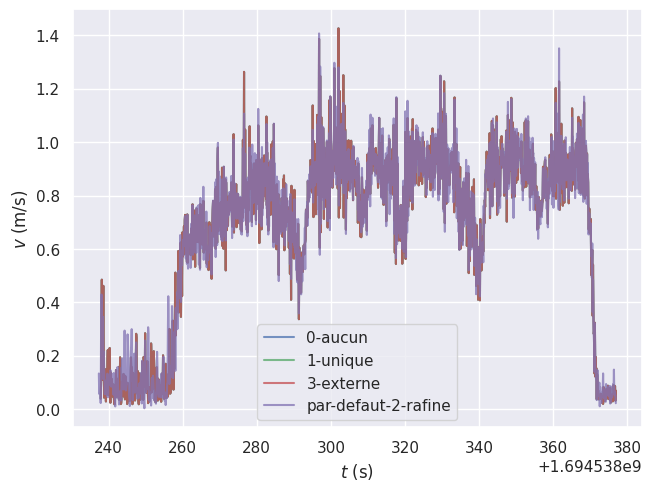 1.4
1.2
1.0
0.8
0.6
0.4
0.2
0.0
v (m/s)
0-aucun
1-unique
3-externe
par-defaut-2-rafine
240 260 280 300 320 340 360 380
+1.694538e9
t (s)